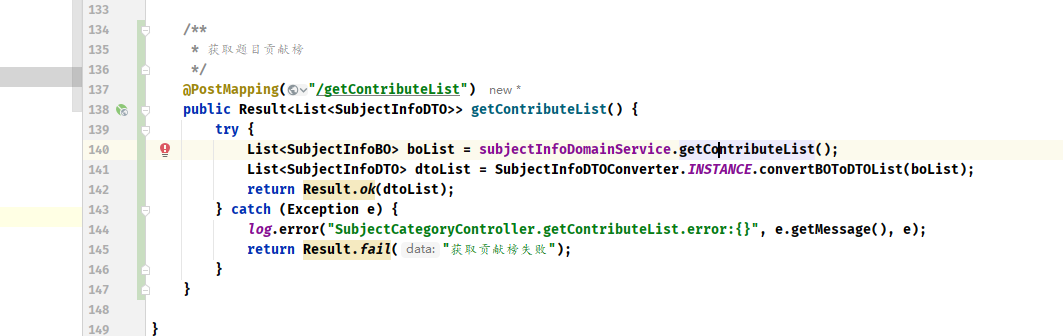 133
134 /**
135 * 获取题目贡献榜
136 */
137 @PostMapping("/getContributeList") new *
138 public Result<List<SubjectInfoDTO>> getContributeList() {
139 try {
140 List<SubjectInfoBO> boList = subjectInfoDomainService.getContributeList();
141 List<SubjectInfoDTO> dtoList = SubjectInfoDTOConverter.INSTANCE.convertBOToDTOList(boList);
142 return Result.ok(dtoList);
143 } catch (Exception e) {
144 log.error("SubjectCategoryController.getContributeList.error:{}", e.getMessage(), e);
145 return Result.fail( data: "获取贡献榜失败");
146 }
147 }
148
149 }